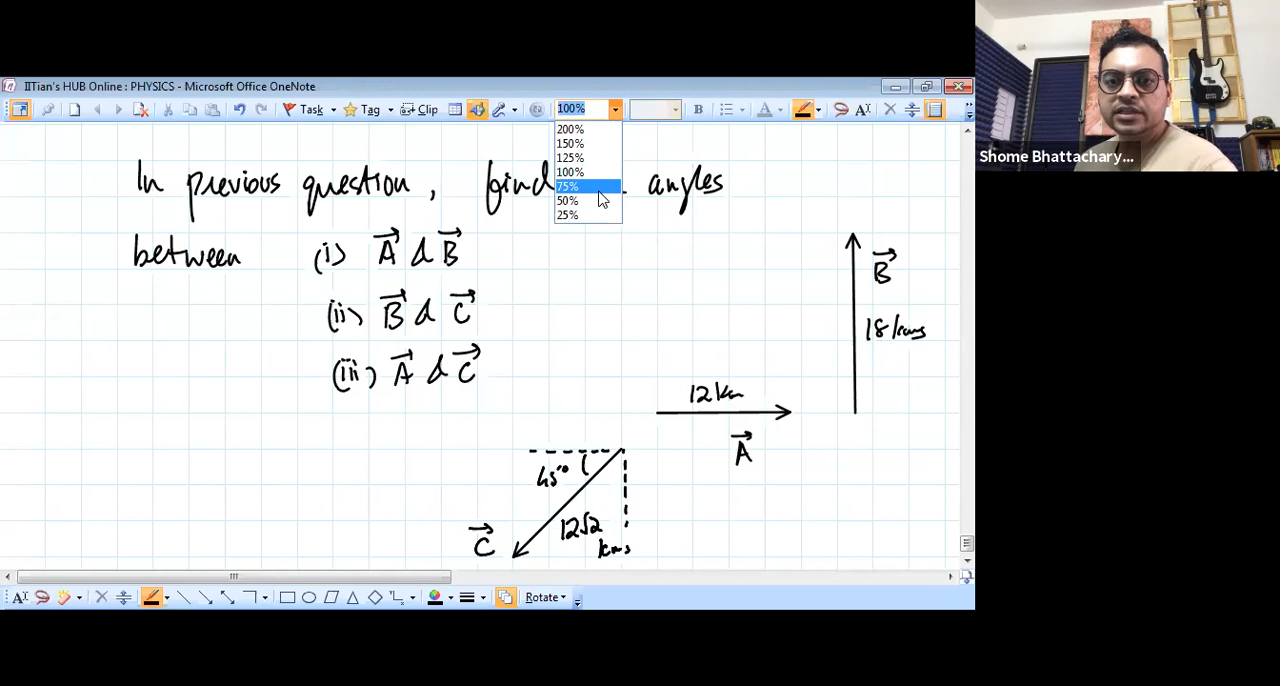 IITian's HUB Online : PHYSICS - Microsoft Office OneNote
Task Tag Clip 100% B A
200%
150%
125%
100%
75%
50%
25%
Shome Bhattachary...
In previous question, find angles
between (i) A⃗ & B⃗
(ii) B⃗ & C⃗
(iii) A⃗ & C⃗
B⃗
18 kms
12 km
A⃗
45°
12√2
kms
C⃗
Rotate